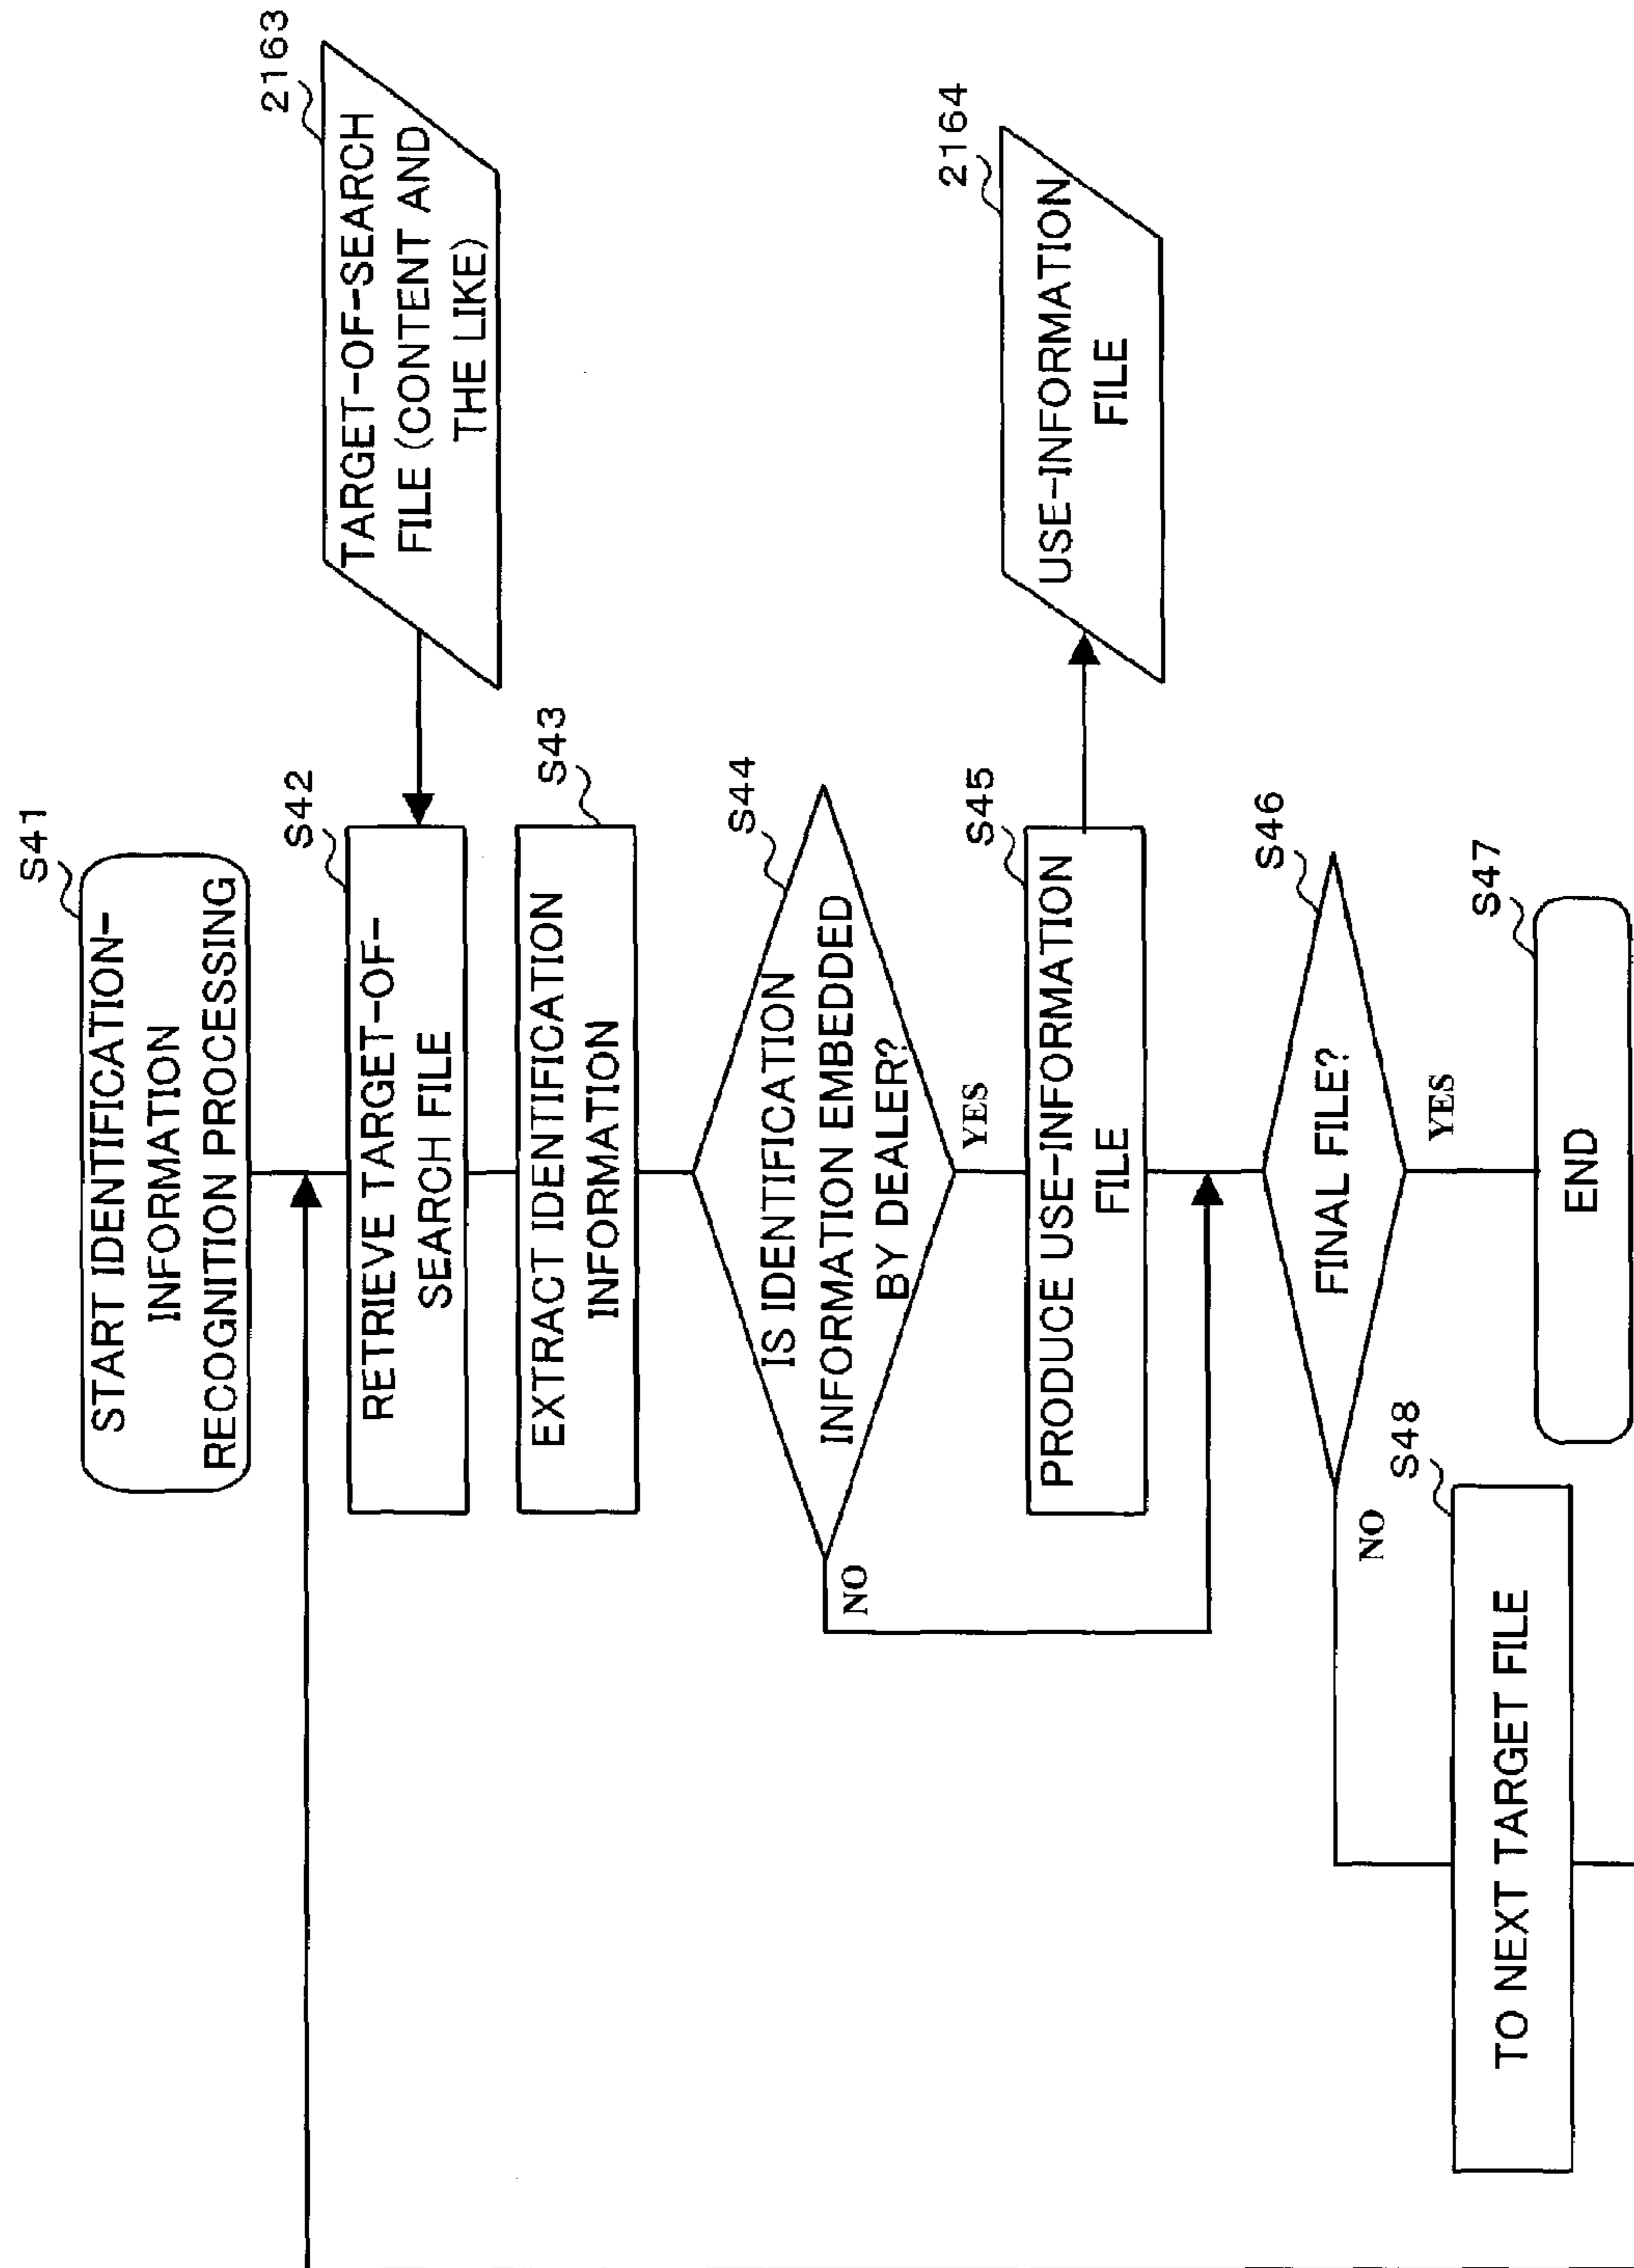 S41
START IDENTIFICATION-
INFORMATION
RECOGNITION PROCESSING
2163
TARGET-OF-SEARCH
FILE (CONTENT AND
THE LIKE)
S42
RETRIEVE TARGET-OF-
SEARCH FILE
S43
EXTRACT IDENTIFICATION
INFORMATION
S44
IS IDENTIFICATION
INFORMATION EMBEDDED
BY DEALER?
NO
YES
S45
PRODUCE USE-INFORMATION
FILE
2164
USE-INFORMATION
FILE
S46
FINAL FILE?
NO
YES
S48
TO NEXT TARGET FILE
S47
END